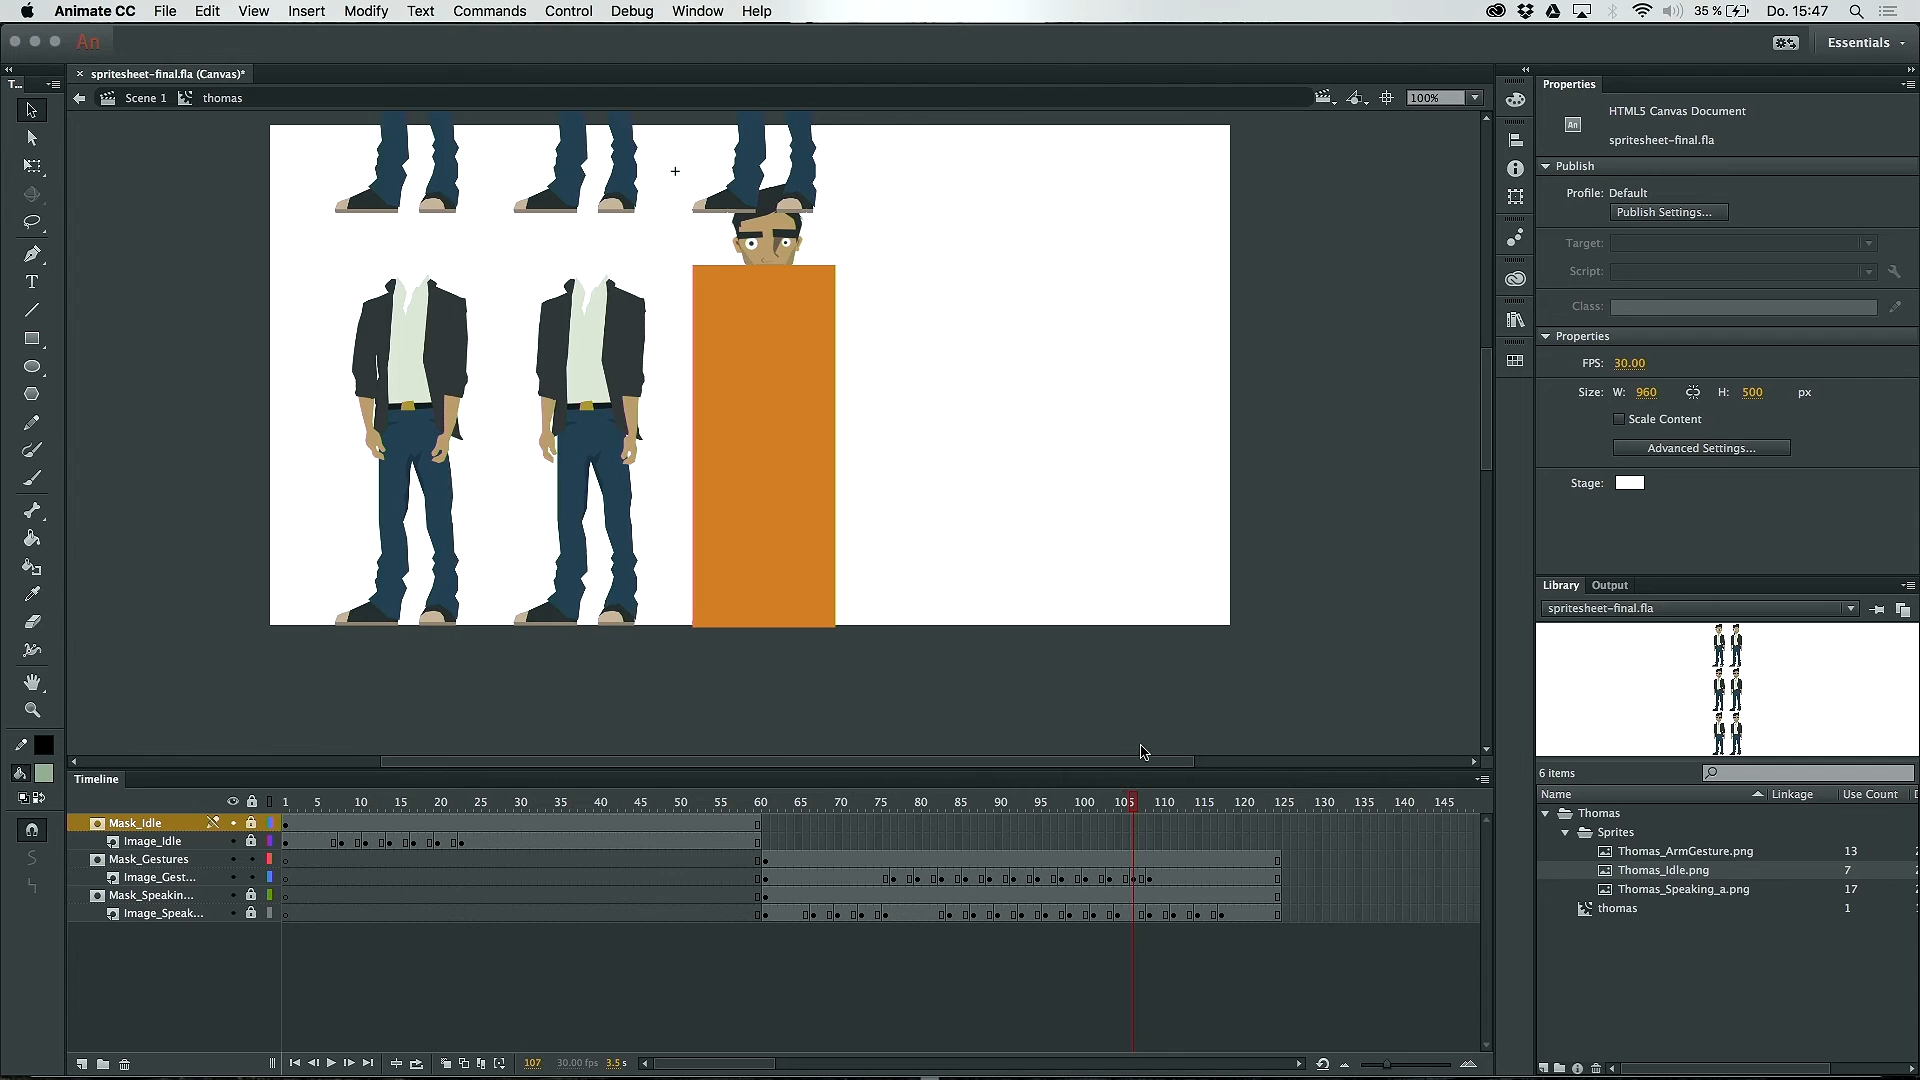 Animate CC File Edit View Insert Modify Text Commands Control Debug Window Help 35 % Do. 15:47
An Essentials
T... × spritesheet-final.fla (Canvas)* Properties
Scene 1 thomas 100%
HTML5 Canvas Document
An
spritesheet-final.fla
Publish
Profile: Default
Publish Settings...
Target:
Script:
Class:
Properties
FPS: 30.00
Size: W: 960 H: 500 px
Scale Content
Advanced Settings...
Stage:
Library Output
spritesheet-final.fla
6 items
Name Linkage Use Count
Thomas
Sprites
Thomas_ArmGesture.png 13
Thomas_Idle.png 7
Thomas_Speaking_a.png 17
thomas 1
Timeline
1 5 10 15 20 25 30 35 40 45 50 55 60 65 70 75 80 85 90 95 100 105 110 115 120 125 130 135 140 145
Mask_Idle
Image_Idle
Mask_Gestures
Image_Gest...
Mask_Speakin...
Image_Speak...
107 30.00 fps 3.5 s